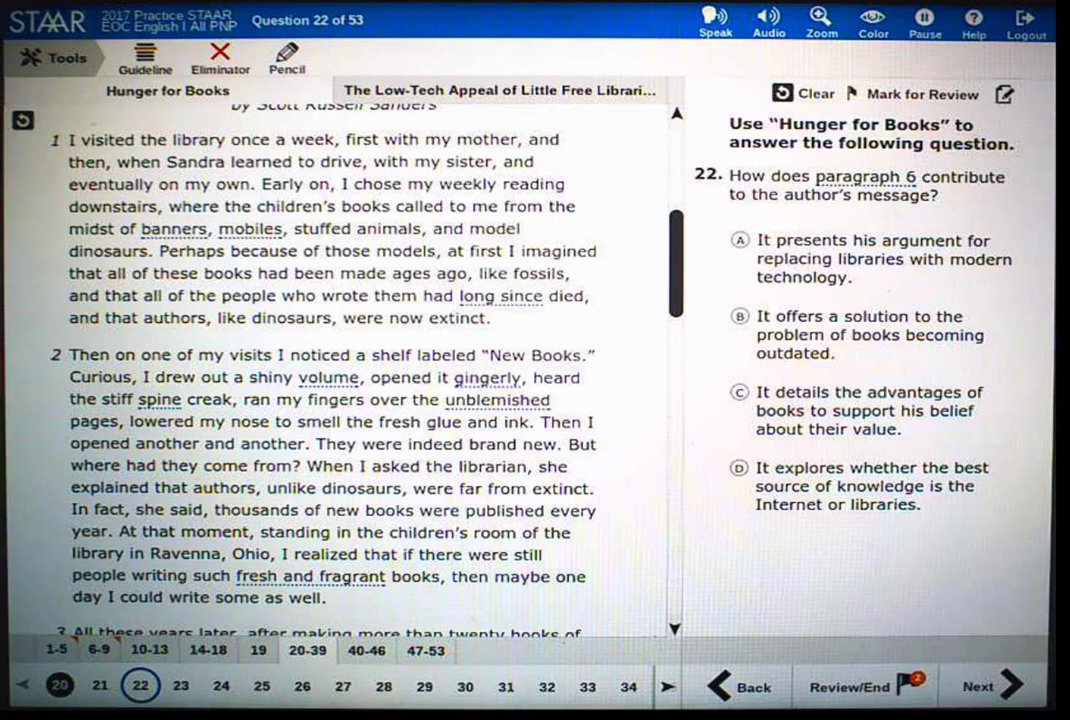 STAAR
2017 Practice STAAR
EOC English I All PNP
Question 22 of 53
Speak
Audio
Zoom
Color
Pause
Help
Logout
Tools
Guideline
Eliminator
Pencil
Hunger for Books
The Low-Tech Appeal of Little Free Librari...
Clear
Mark for Review
by Scott Russell Sanders
1 I visited the library once a week, first with my mother, and
then, when Sandra learned to drive, with my sister, and
eventually on my own. Early on, I chose my weekly reading
downstairs, where the children's books called to me from the
midst of banners, mobiles, stuffed animals, and model
dinosaurs. Perhaps because of those models, at first I imagined
that all of these books had been made ages ago, like fossils,
and that all of the people who wrote them had long since died,
and that authors, like dinosaurs, were now extinct.
2 Then on one of my visits I noticed a shelf labeled "New Books."
Curious, I drew out a shiny volume, opened it gingerly, heard
the stiff spine creak, ran my fingers over the unblemished
pages, lowered my nose to smell the fresh glue and ink. Then I
opened another and another. They were indeed brand new. But
where had they come from? When I asked the librarian, she
explained that authors, unlike dinosaurs, were far from extinct.
In fact, she said, thousands of new books were published every
year. At that moment, standing in the children's room of the
library in Ravenna, Ohio, I realized that if there were still
people writing such fresh and fragrant books, then maybe one
day I could write some as well.
3 All these years later, after making more than twenty books of
Use "Hunger for Books" to
answer the following question.
22. How does paragraph 6 contribute
to the author's message?
A It presents his argument for
replacing libraries with modern
technology.
B It offers a solution to the
problem of books becoming
outdated.
C It details the advantages of
books to support his belief
about their value.
D It explores whether the best
source of knowledge is the
Internet or libraries.
1-5 6-9 10-13 14-18 19 20-39 40-46 47-53
20 21 22 23 24 25 26 27 28 29 30 31 32 33 34
Back
Review/End
2
Next